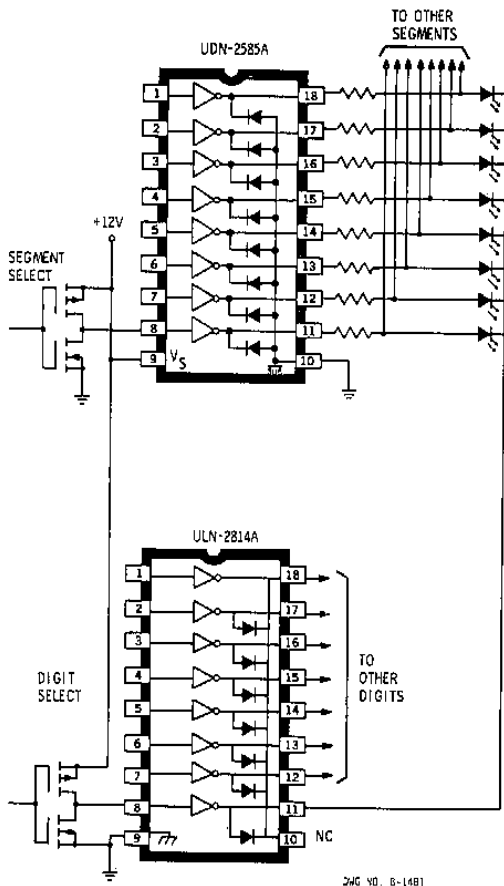 TO OTHER
SEGMENTS
UDN-2585A
1
18
2
17
3
16
4
15
+12V
5
14
SEGMENT
SELECT
6
13
7
12
8
11
9
V_S
10
ULN-2814A
1
18
2
17
3
16
4
15
TO
OTHER
DIGITS
DIGIT
SELECT
5
14
6
13
7
12
8
11
9
10
NC
DWG NO. B-1481